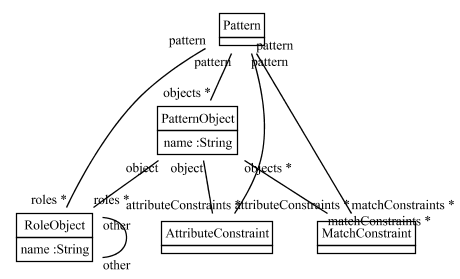 Pattern
pattern
pattern
pattern
pattern
objects *
PatternObject
name :String
object
object
objects *
roles *
roles *
attributeConstraints *
attributeConstraints *
matchConstraints *
matchConstraints *
RoleObject
name :String
other
other
AttributeConstraint
MatchConstraint